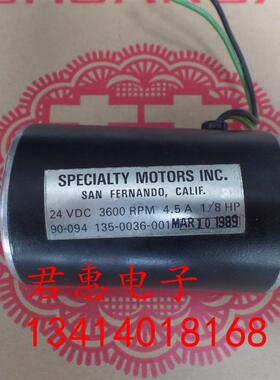 SPECIALTY MOTORS INC.
SAN FERNANDO, CALIF.
24 VDC 3600 RPM 4.5 A 1/8 HP
90-094 135-0036-001 MAR 10 1989
君惠电子
13414018168